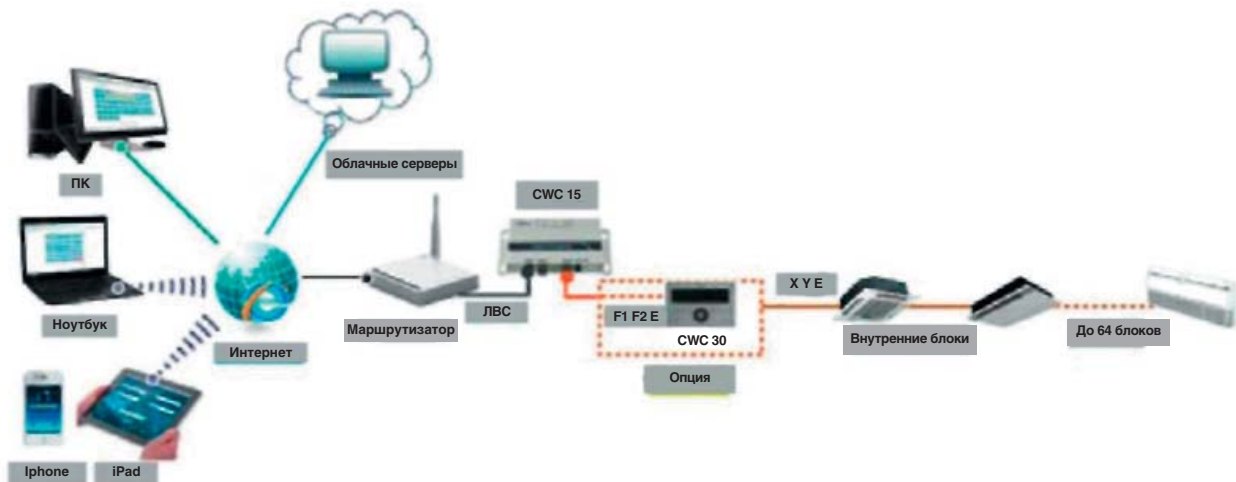 Облачные серверы
ПК
CWC 15
Ноутбук
Интернет
Маршрутизатор
ЛВС
F1 F2 E
CWC 30
Опция
X Y E
Внутренние блоки
До 64 блоков
Iphone
iPad